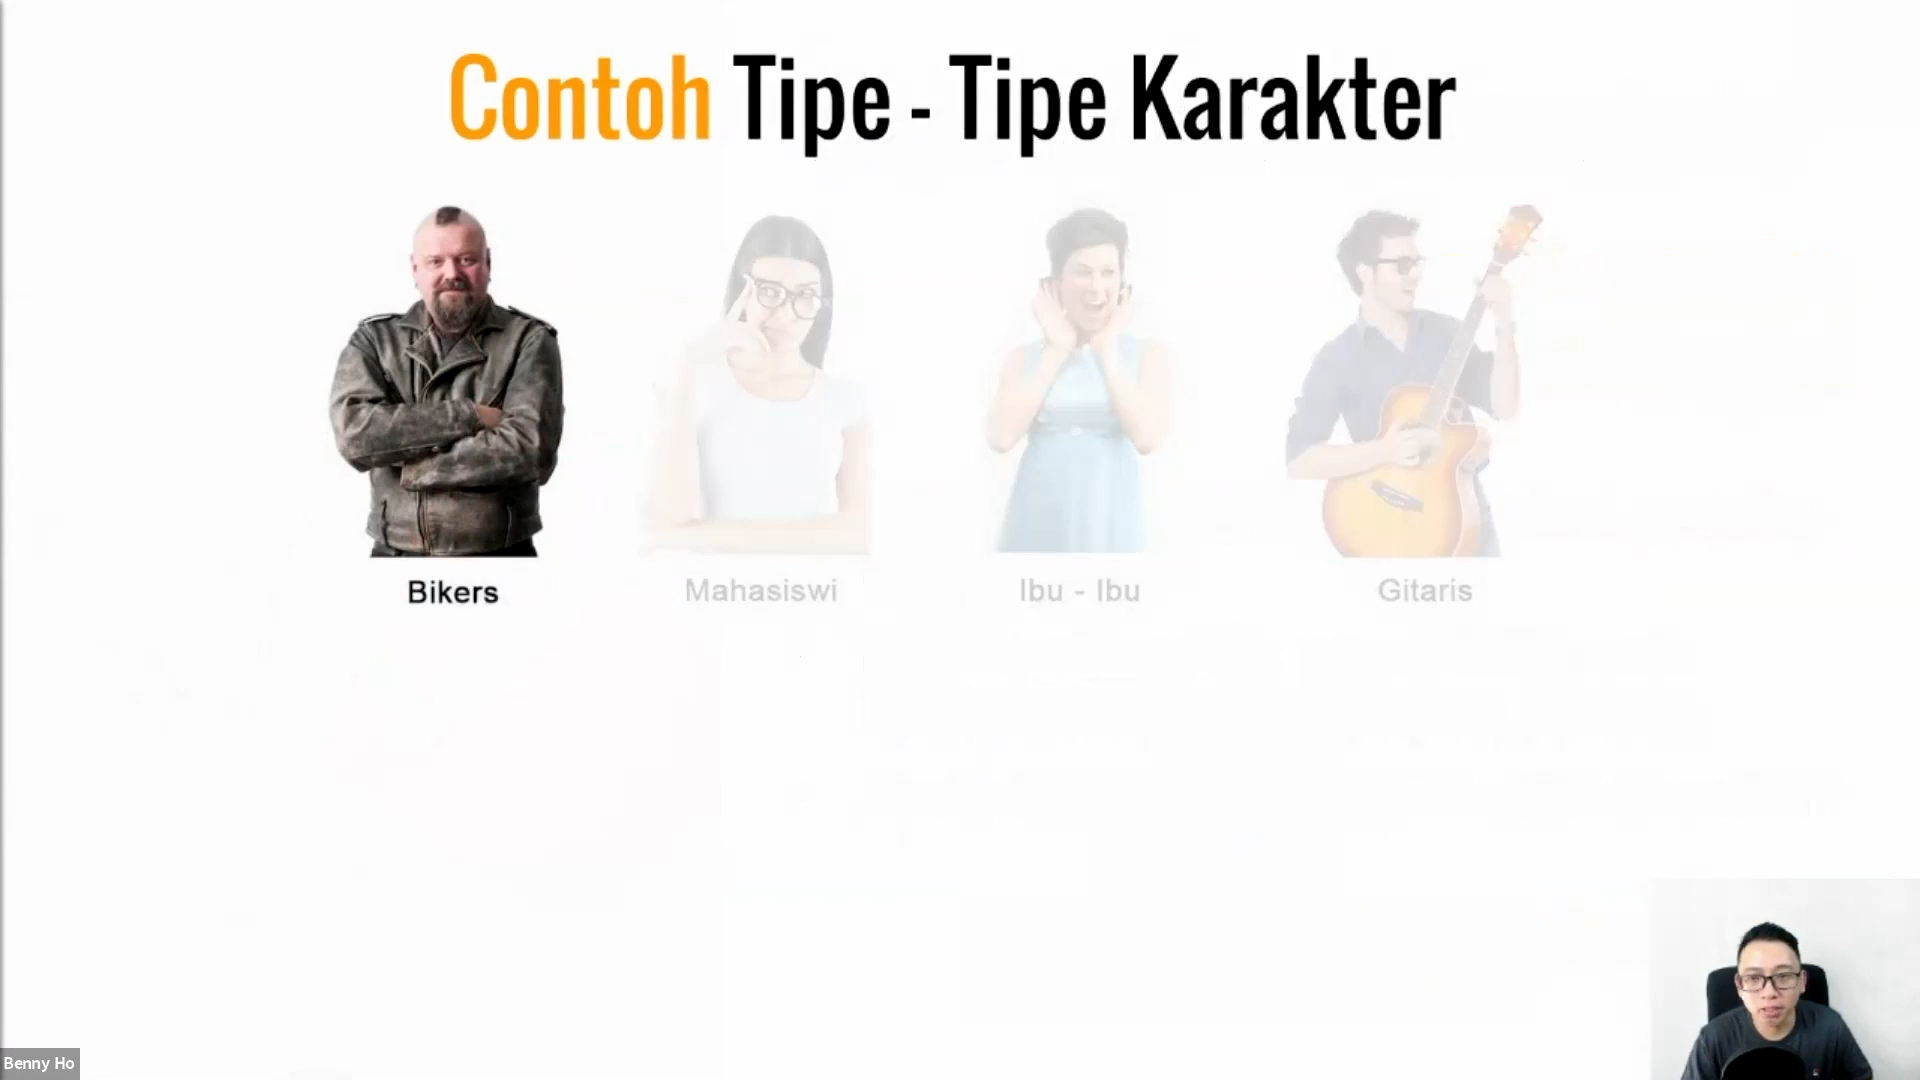 Contoh Tipe - Tipe Karakter
Bikers
Mahasiswi
Ibu - Ibu
Gitaris
Benny Ho